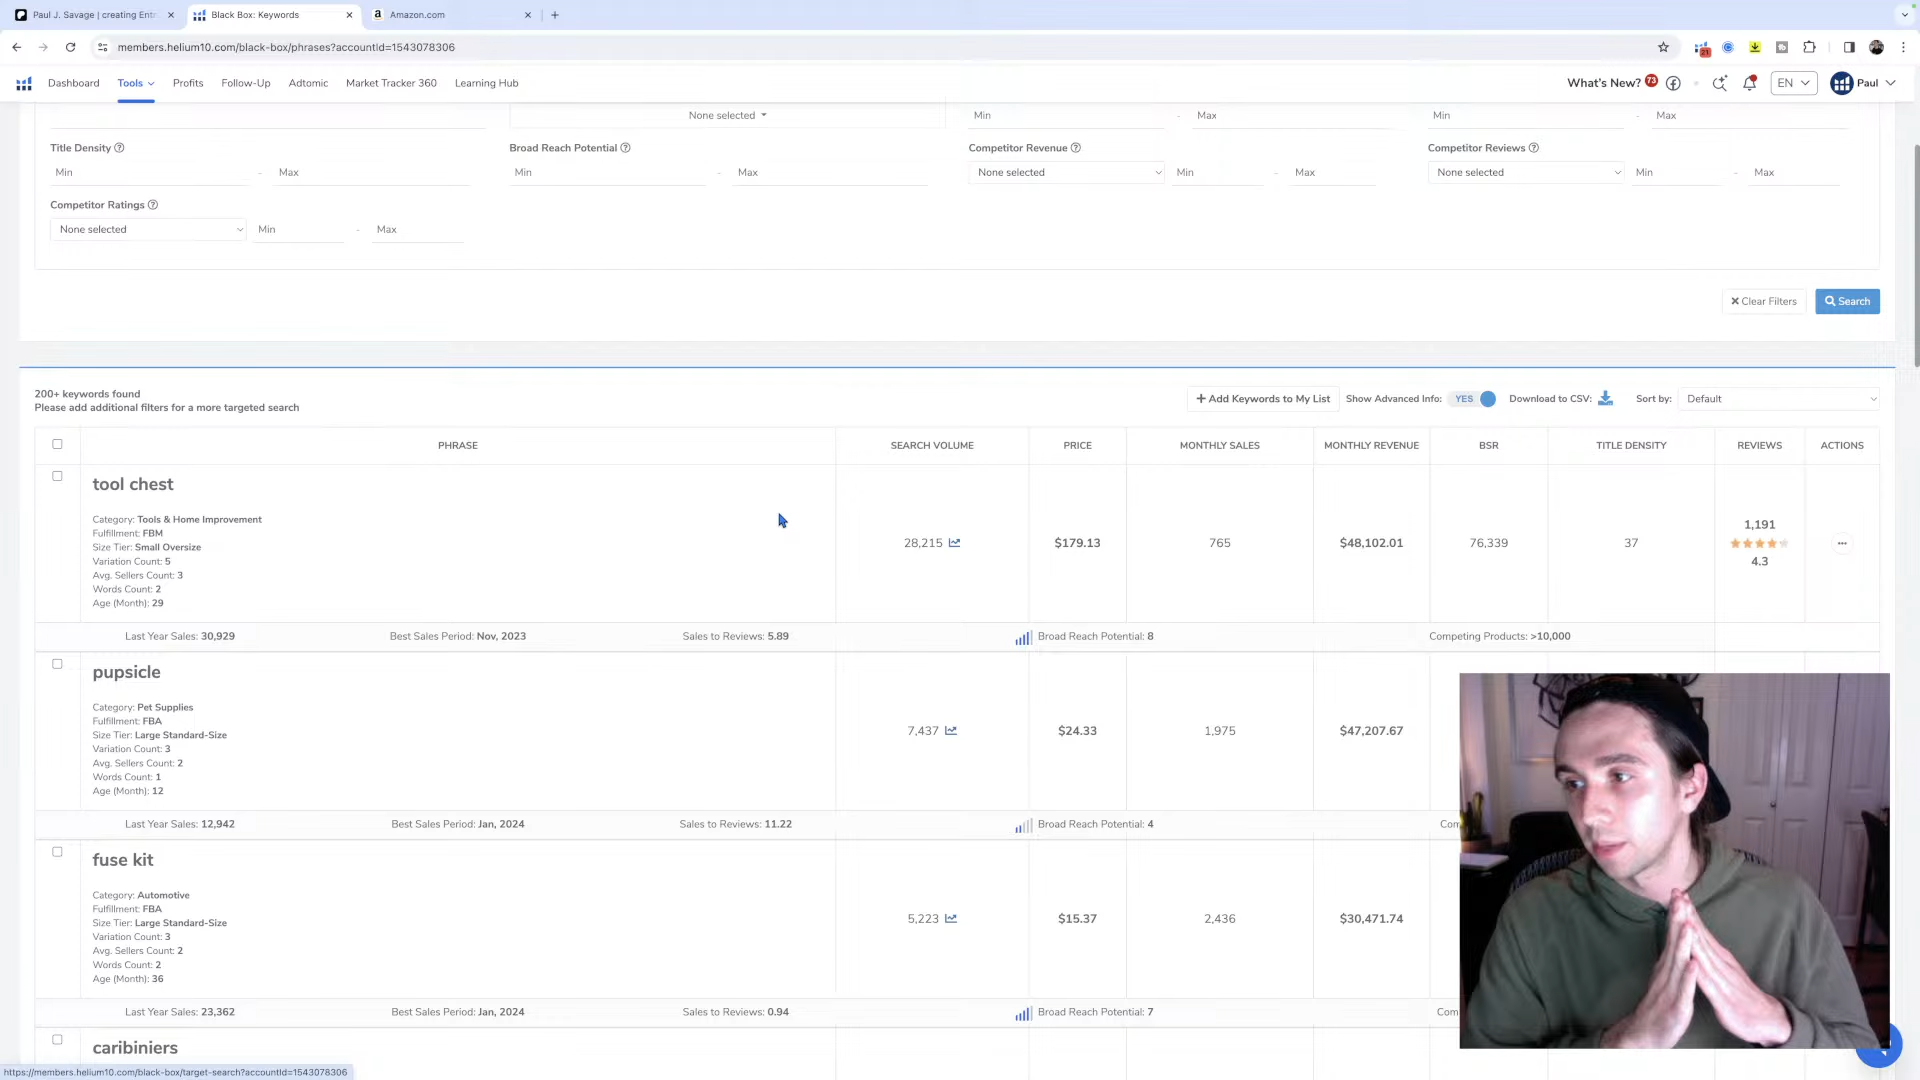 Paul J. Savage | creating Entr
Black Box: Keywords
Amazon.com
members.helium10.com/black-box/phrases?accountId=1543078306
21
Dashboard
Tools
Profits
Follow-Up
Adtomic
Market Tracker 360
Learning Hub
What's New? 73
EN
Paul
None selected
Min - Max
Min - Max
Title Density
Broad Reach Potential
Competitor Revenue
Competitor Reviews
Min - Max
Min - Max
None selected Min - Max
None selected Min - Max
Competitor Ratings
None selected Min - Max
Clear Filters
Search
200+ keywords found
Please add additional filters for a more targeted search
+ Add Keywords to My List
Show Advanced Info: YES
Download to CSV:
Sort by: Default
PHRASE SEARCH VOLUME PRICE MONTHLY SALES MONTHLY REVENUE BSR TITLE DENSITY REVIEWS ACTIONS
tool chest
Category: Tools & Home Improvement
Fulfillment: FBM
Size Tier: Small Oversize
Variation Count: 5
Avg. Sellers Count: 3
Words Count: 2
Age (Month): 29
28,215 $179.13 765 $48,102.01 76,339 37
1,191
4.3
Last Year Sales: 30,929 Best Sales Period: Nov, 2023 Sales to Reviews: 5.89 Broad Reach Potential: 8 Competing Products: >10,000
pupsicle
Category: Pet Supplies
Fulfillment: FBA
Size Tier: Large Standard-Size
Variation Count: 3
Avg. Sellers Count: 2
Words Count: 1
Age (Month): 12
7,437 $24.33 1,975 $47,207.67
Last Year Sales: 12,942 Best Sales Period: Jan, 2024 Sales to Reviews: 11.22 Broad Reach Potential: 4 Com
fuse kit
Category: Automotive
Fulfillment: FBA
Size Tier: Large Standard-Size
Variation Count: 3
Avg. Sellers Count: 2
Words Count: 2
Age (Month): 36
5,223 $15.37 2,436 $30,471.74
Last Year Sales: 23,362 Best Sales Period: Jan, 2024 Sales to Reviews: 0.94 Broad Reach Potential: 7 Com
caribiniers
https://members.helium10.com/black-box/target-search?accountId=1543078306